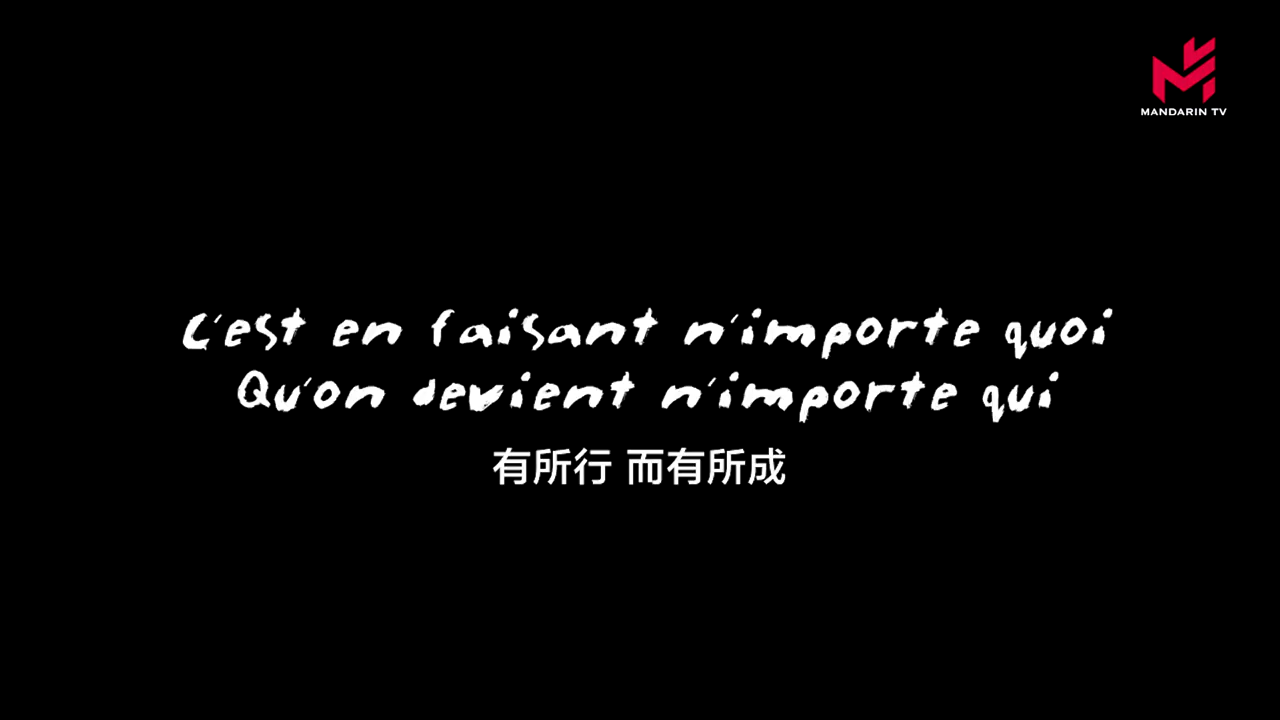 MANDARIN TV
C'est en faisant n'importe quoi
Qu'on devient n'importe qui
有所行 而有所成